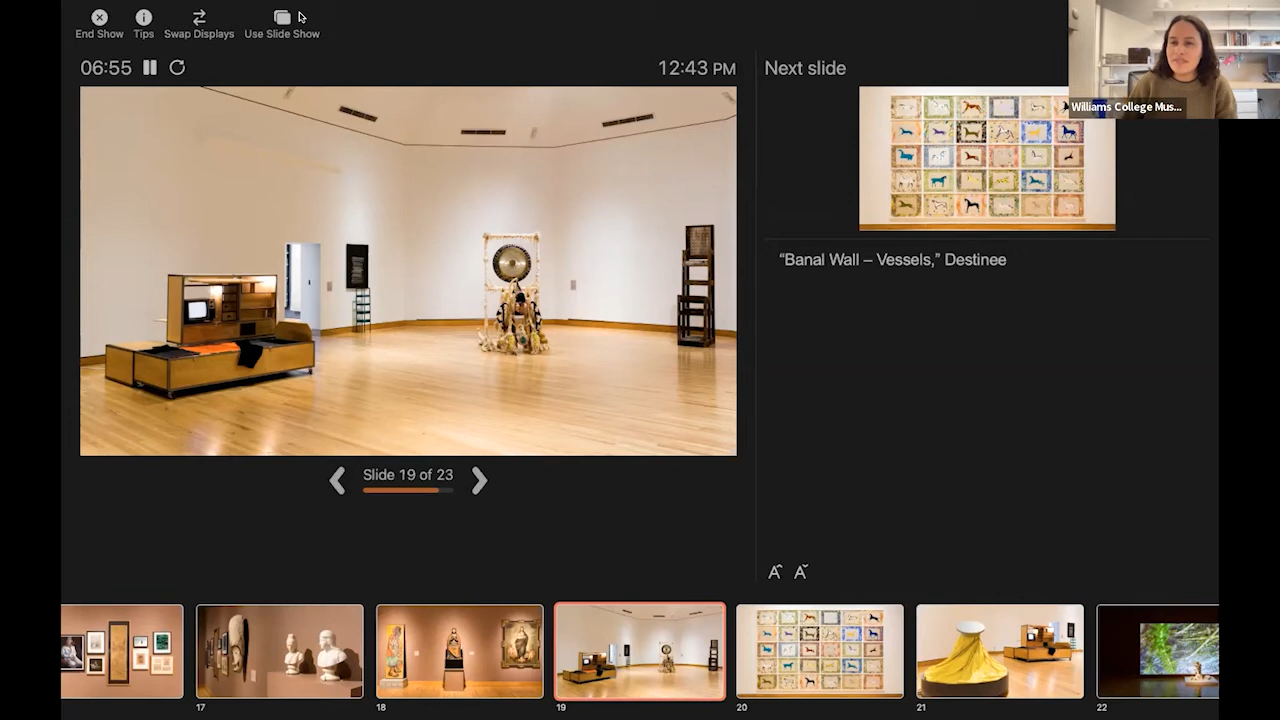 End Show
Tips
Swap Displays
Use Slide Show
06:55
12:43 PM
Next slide
Williams College Mus...
“Banal Wall – Vessels,” Destinee
Slide 19 of 23
A A
17
18
19
20
21
22